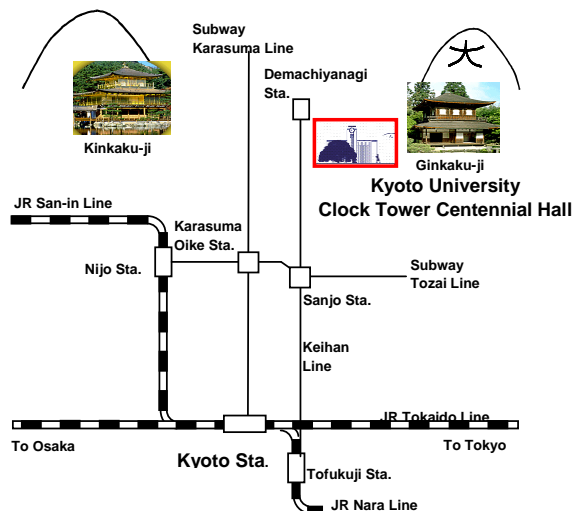 Subway
Karasuma Line
Demachiyanagi
Sta.
大
Kinkaku-ji
Ginkaku-ji
Kyoto University
Clock Tower Centennial Hall
JR San-in Line
Karasuma
Oike Sta.
Nijo Sta.
Subway
Tozai Line
Sanjo Sta.
Keihan
Line
JR Tokaido Line
To Osaka
To Tokyo
Kyoto Sta.
Tofukuji Sta.
JR Nara Line